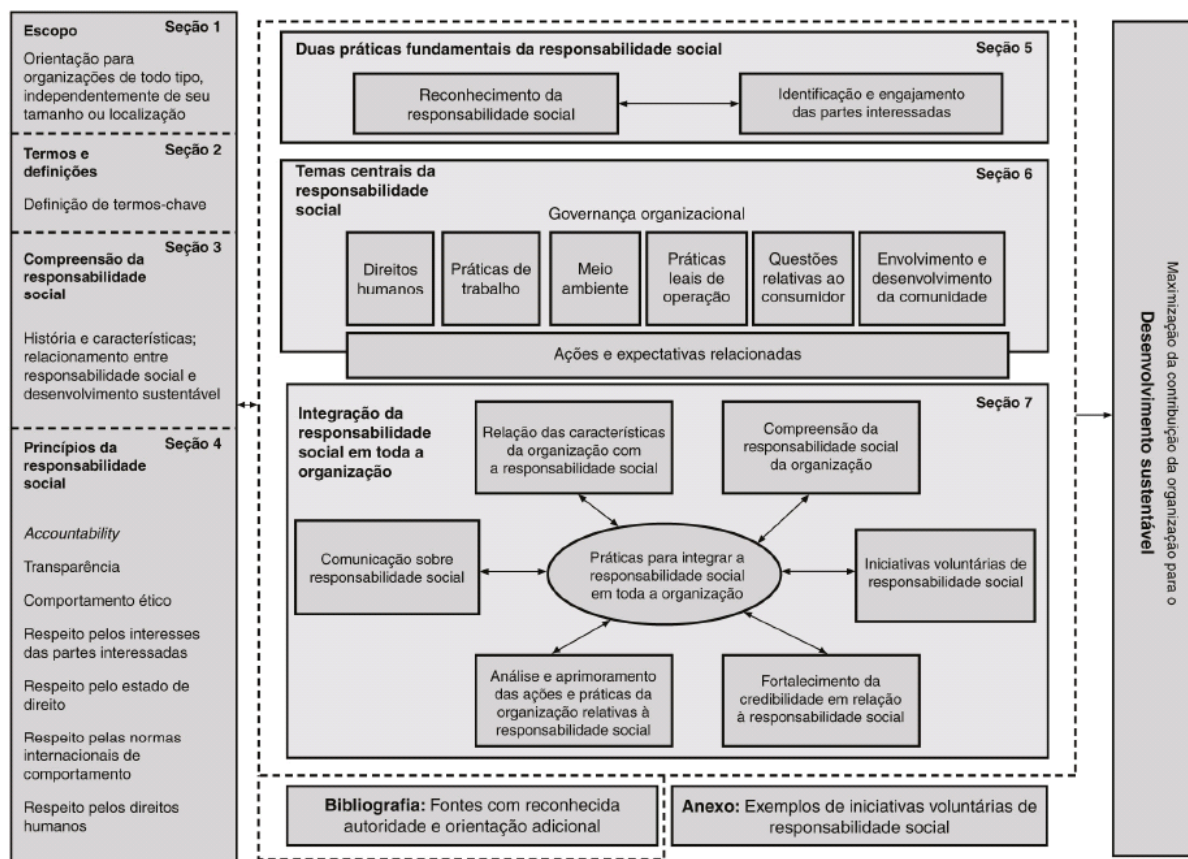 Escopo
Seção 1
Orientação para
organizações de todo tipo,
independentemente de seu
tamanho ou localização
Termos e
definições
Seção 2
Definição de termos-chave
Compreensão da
responsabilidade
social
Seção 3
História e características;
relacionamento entre
responsabilidade social e
desenvolvimento sustentável
Princípios da
responsabilidade
social
Seção 4
Accountability
Transparência
Comportamento ético
Respeito pelos interesses
das partes interessadas
Respeito pelo estado de
direito
Respeito pelas normas
internacionais de
comportamento
Respeito pelos direitos
humanos
Duas práticas fundamentais da responsabilidade social
Seção 5
Reconhecimento da
responsabilidade social
Identificação e engajamento
das partes interessadas
Temas centrais da
responsabilidade
social
Seção 6
Governança organizacional
Direitos
humanos
Práticas de
trabalho
Meio
ambiente
Práticas
leais de
operação
Questões
relativas ao
consumidor
Envolvimento e
desenvolvimento
da comunidade
Ações e expectativas relacionadas
Integração da
responsabilidade
social em toda a
organização
Seção 7
Relação das características
da organização com
a responsabilidade social
Compreensão da
responsabilidade social
da organização
Comunicação sobre
responsabilidade social
Práticas para integrar a
responsabilidade social
em toda a organização
Iniciativas voluntárias de
responsabilidade social
Análise e aprimoramento
das ações e práticas da
organização relativas à
responsabilidade social
Fortalecimento da
credibilidade em relação
à responsabilidade social
Bibliografia: Fontes com reconhecida
autoridade e orientação adicional
Anexo: Exemplos de iniciativas voluntárias de
responsabilidade social
Maximização da contribuição da organização para o
Desenvolvimento sustentável